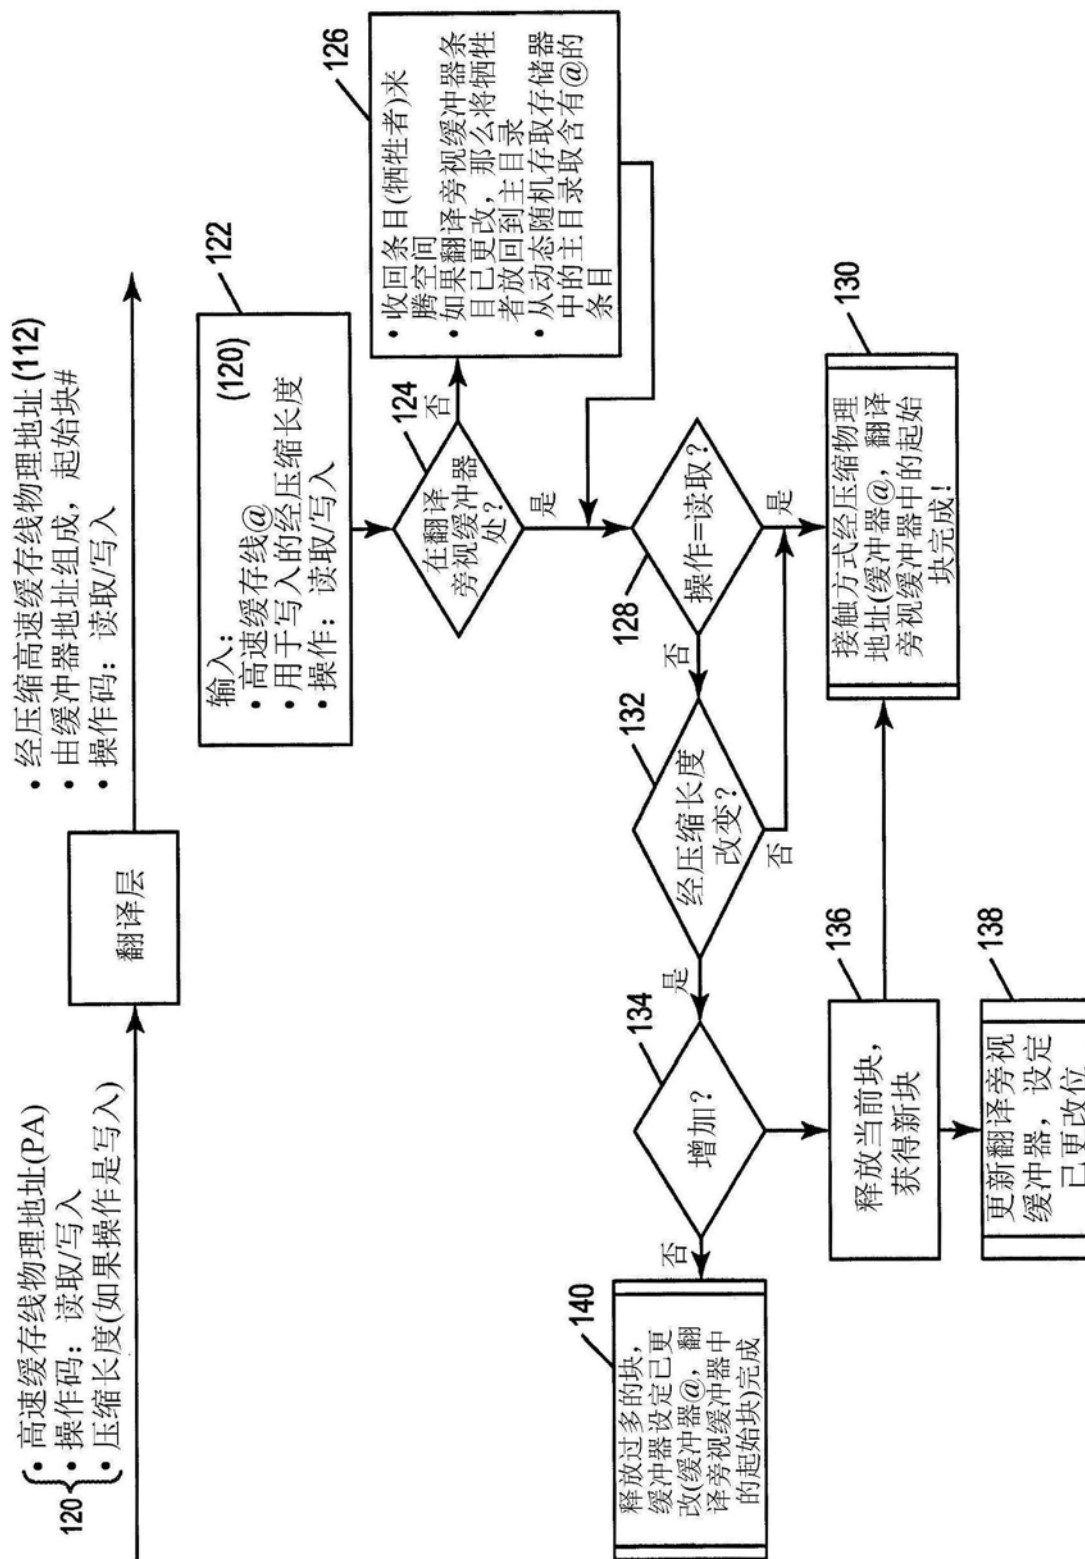 • 高速缓存线物理地址(PA)
• 操作码：读取/写入
• 压缩长度(如果操作是写入)
120
翻译层
• 经压缩高速缓存线物理地址 (112)
• 由缓冲器地址组成，起始块#
• 操作码：读取/写入
122
输入：
(120)
• 高速缓存线@
• 用于写入的经压缩长度
• 操作：读取/写入
124
在翻译
旁视缓冲器
处？
否
是
126
• 收回条目(牺牲者)来
腾空间
• 如果翻译旁视缓冲器条
目已更改，那么将牺牲
者放回到主目录
• 从动态随机存取存储器
中的主目录取含有@的
条目
128
操作=读取？
否
是
130
接触方式经压缩物理
地址(缓冲器@，翻译
旁视缓冲器中的起始
块完成！
132
经压缩长度
改变？
否
是
134
增加？
否
136
释放当前块，
获得新块
138
更新翻译旁视
缓冲器，设定
已更改位
140
释放过多的块，
缓冲器设定已更
改(缓冲器@，翻
译旁视缓冲器中
的起始块)完成